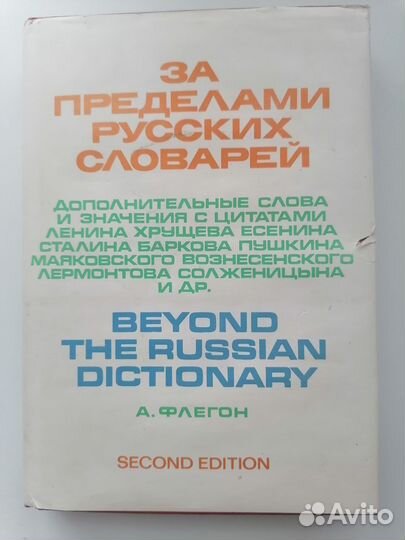 ЗА
ПРЕДЕЛАМИ
РУССКИХ
СЛОВАРЕЙ
ДОПОЛНИТЕЛЬНЫЕ СЛОВА
И ЗНАЧЕНИЯ С ЦИТАТАМИ
ЛЕНИНА ХРУЩЕВА ЕСЕНИНА
СТАЛИНА БАРКОВА ПУШКИНА
МАЯКОВСКОГО ВОЗНЕСЕНСКОГО
ЛЕРМОНТОВА СОЛЖЕНИЦЫНА
И ДР.
BEYOND
THE RUSSIAN
DICTIONARY
А. ФЛЕГОН
SECOND EDITION
Avito